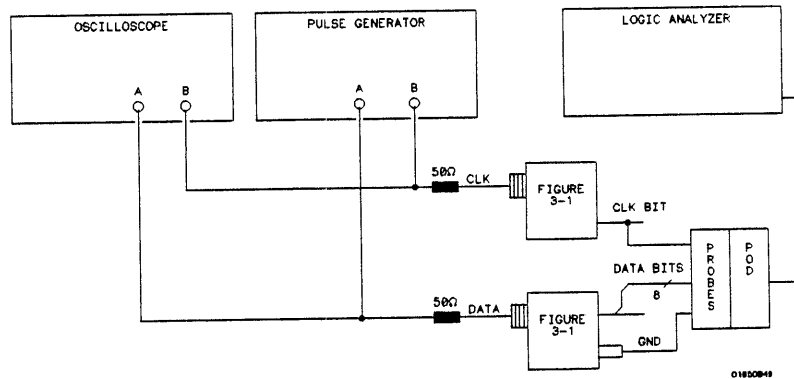 OSCILLOSCOPE
PULSE GENERATOR
LOGIC ANALYZER
A
B
A
B
50Ω
CLK
FIGURE
3-1
CLK BIT
PROBES
POD
DATA BITS
8
50Ω
DATA
FIGURE
3-1
GND
01650B49